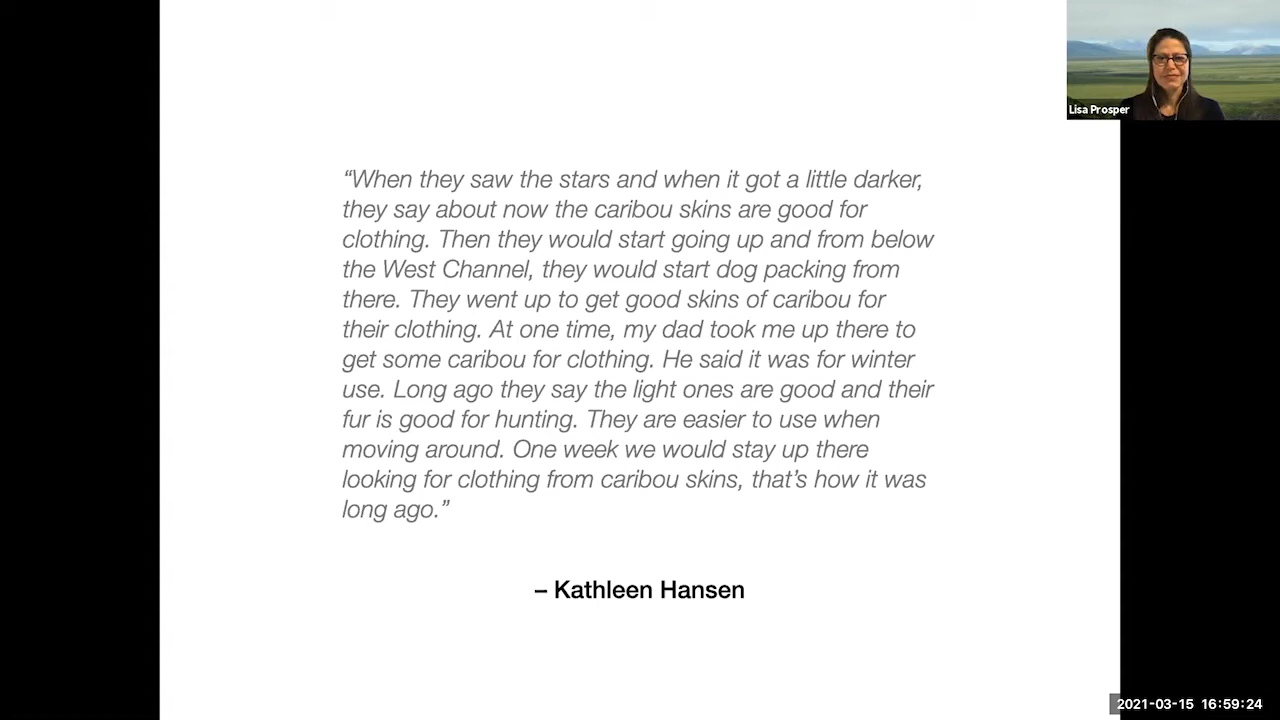 Lisa Prosper
“When they saw the stars and when it got a little darker,
they say about now the caribou skins are good for
clothing. Then they would start going up and from below
the West Channel, they would start dog packing from
there. They went up to get good skins of caribou for
their clothing. At one time, my dad took me up there to
get some caribou for clothing. He said it was for winter
use. Long ago they say the light ones are good and their
fur is good for hunting. They are easier to use when
moving around. One week we would stay up there
looking for clothing from caribou skins, that’s how it was
long ago.”
– Kathleen Hansen
2021-03-15 16:59:24